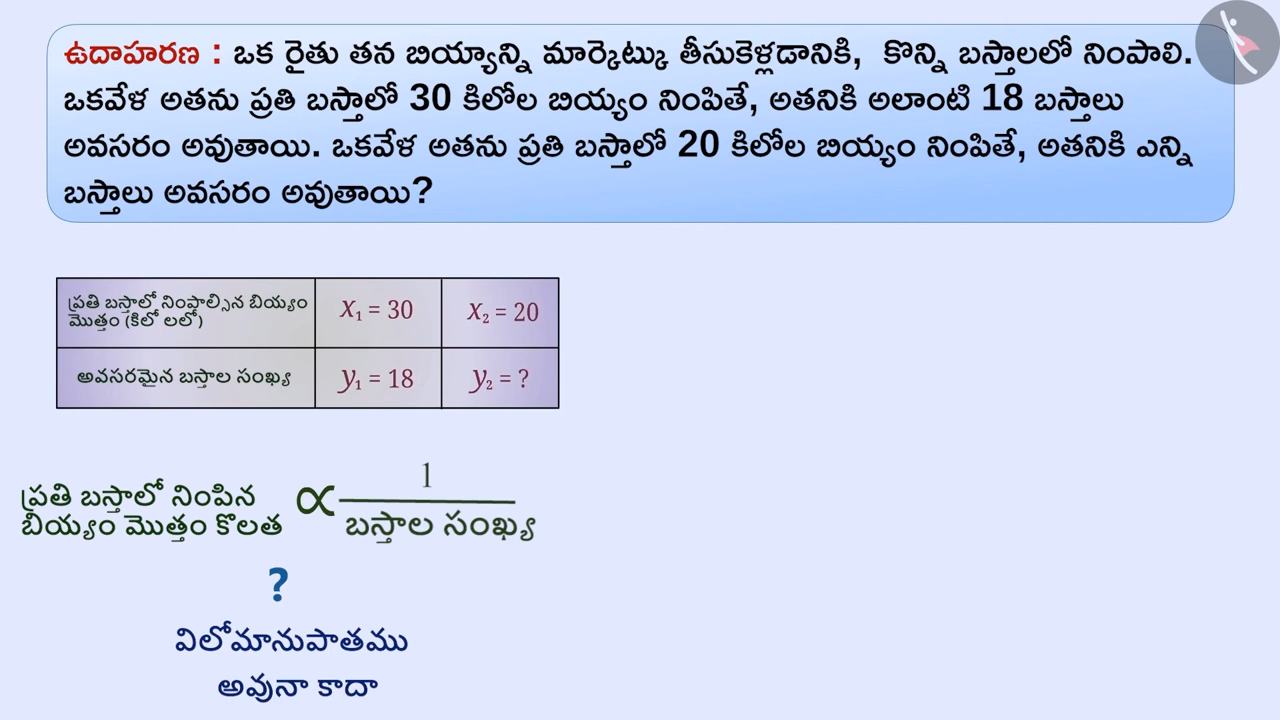 ఉదాహరణ : ఒక రైతు తన బియ్యాన్ని మార్కెట్కు తీసుకెళ్లడానికి, కొన్ని బస్తాలలో నింపాలి.
ఒకవేళ అతను ప్రతి బస్తాలో 30 కిలోల బియ్యం నింపితే, అతనికి అలాంటి 18 బస్తాలు
అవసరం అవుతాయి. ఒకవేళ అతను ప్రతి బస్తాలో 20 కిలోల బియ్యం నింపితే, అతనికి ఎన్ని
బస్తాలు అవసరం అవుతాయి?
ప్రతి బస్తాలో నింపాల్సిన బియ్యం
మొత్తం (కిలో లలో)
x₁ = 30
x₂ = 20
అవసరమైన బస్తాల సంఖ్య
y₁ = 18
y₂ = ?
ప్రతి బస్తాలో నింపిన
బియ్యం మొత్తం కొలత
∝
1
బస్తాల సంఖ్య
?
విలోమానుపాతము
అవునా కాదా